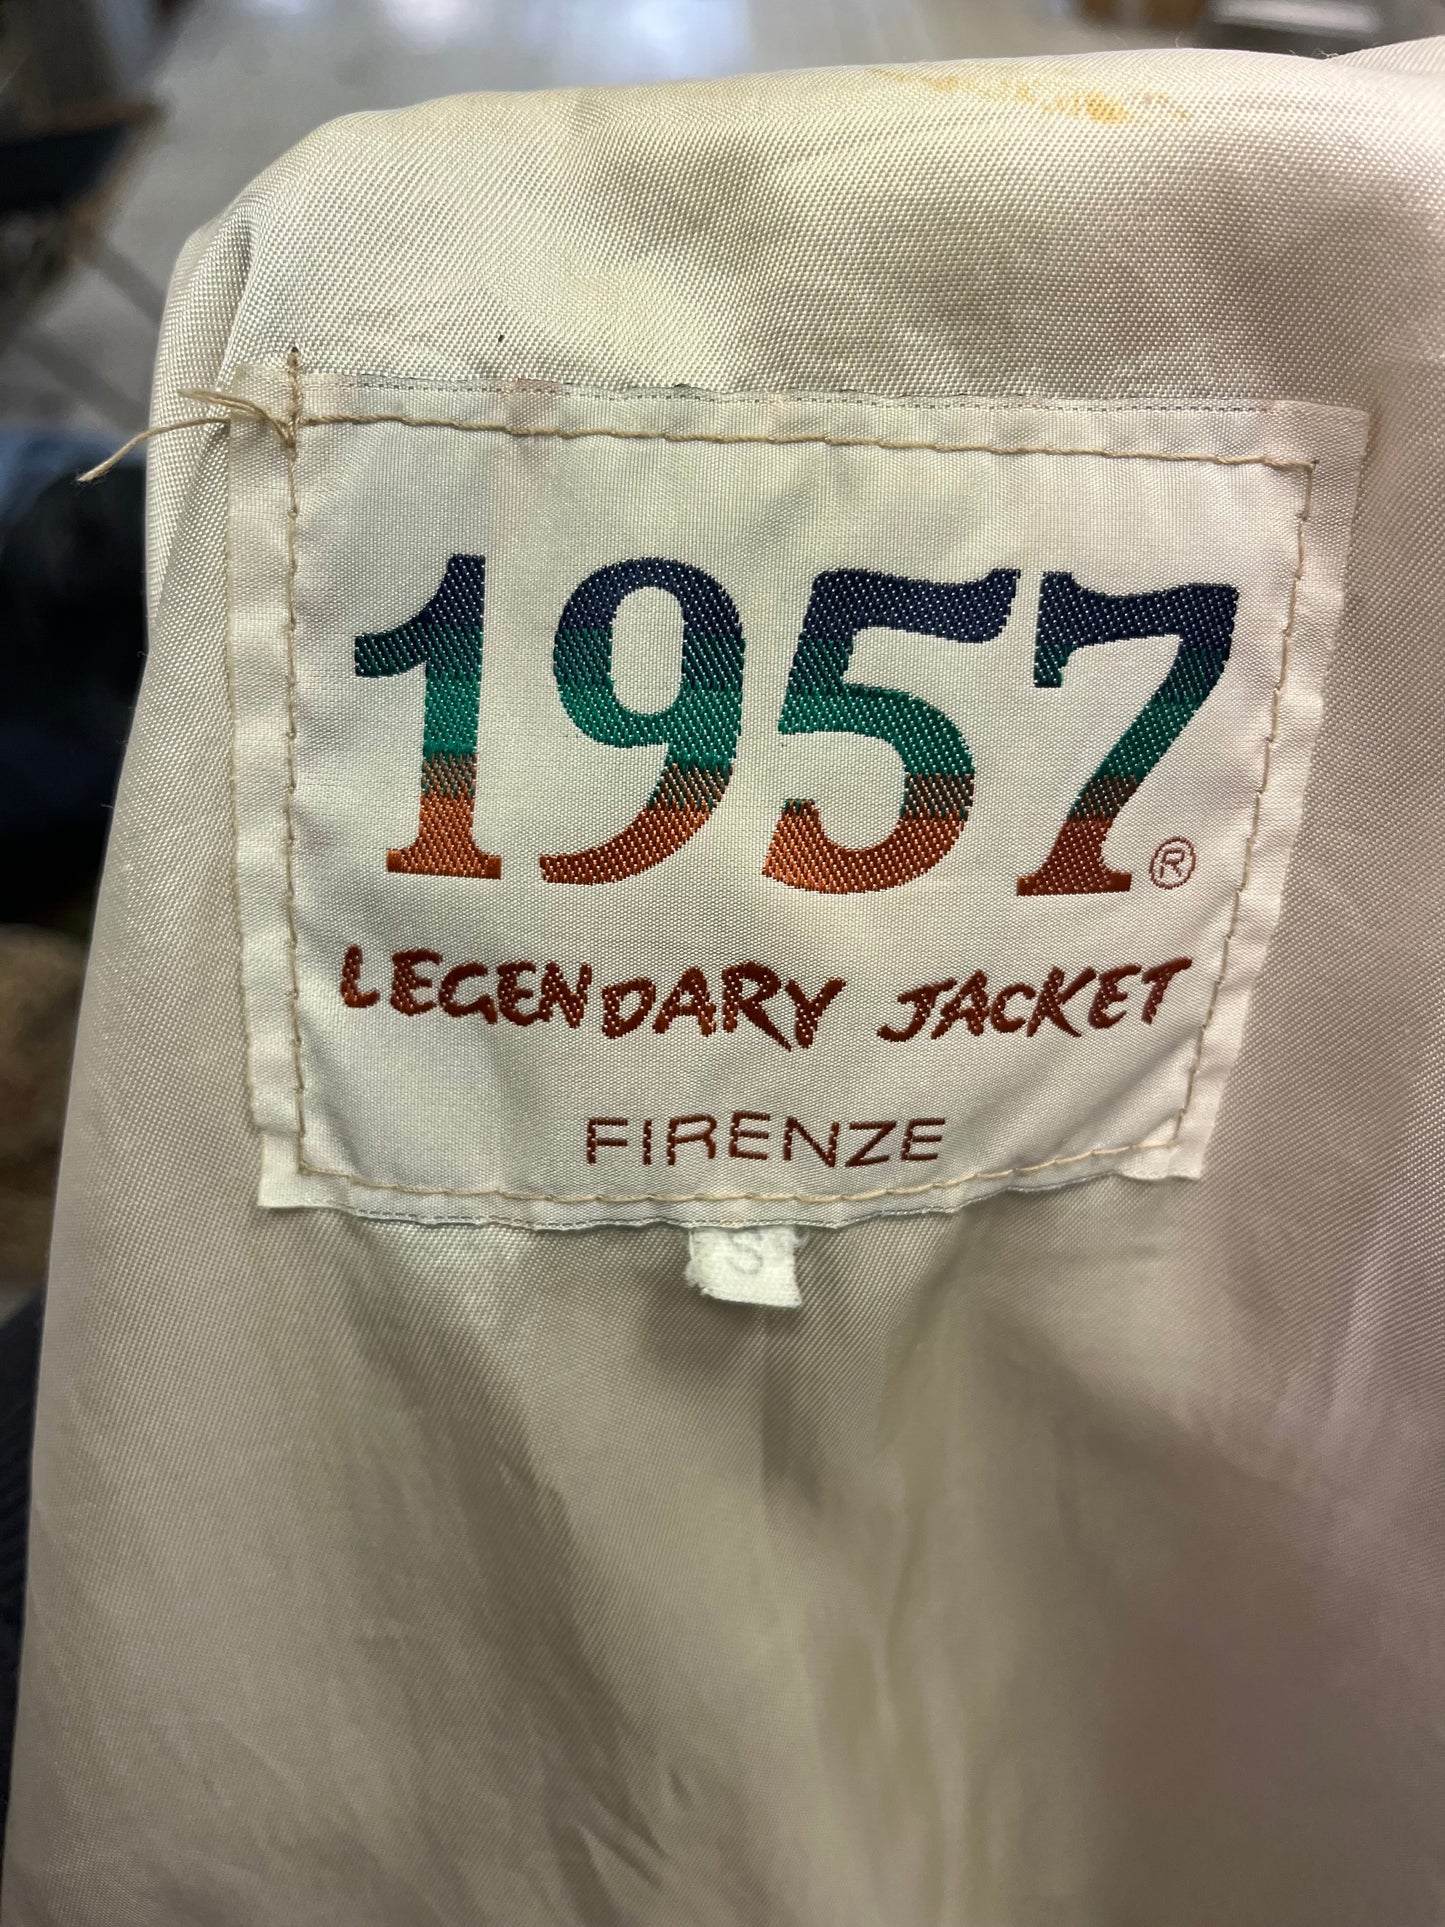 1957®
LEGENDARY JACKET
FIRENZE
S